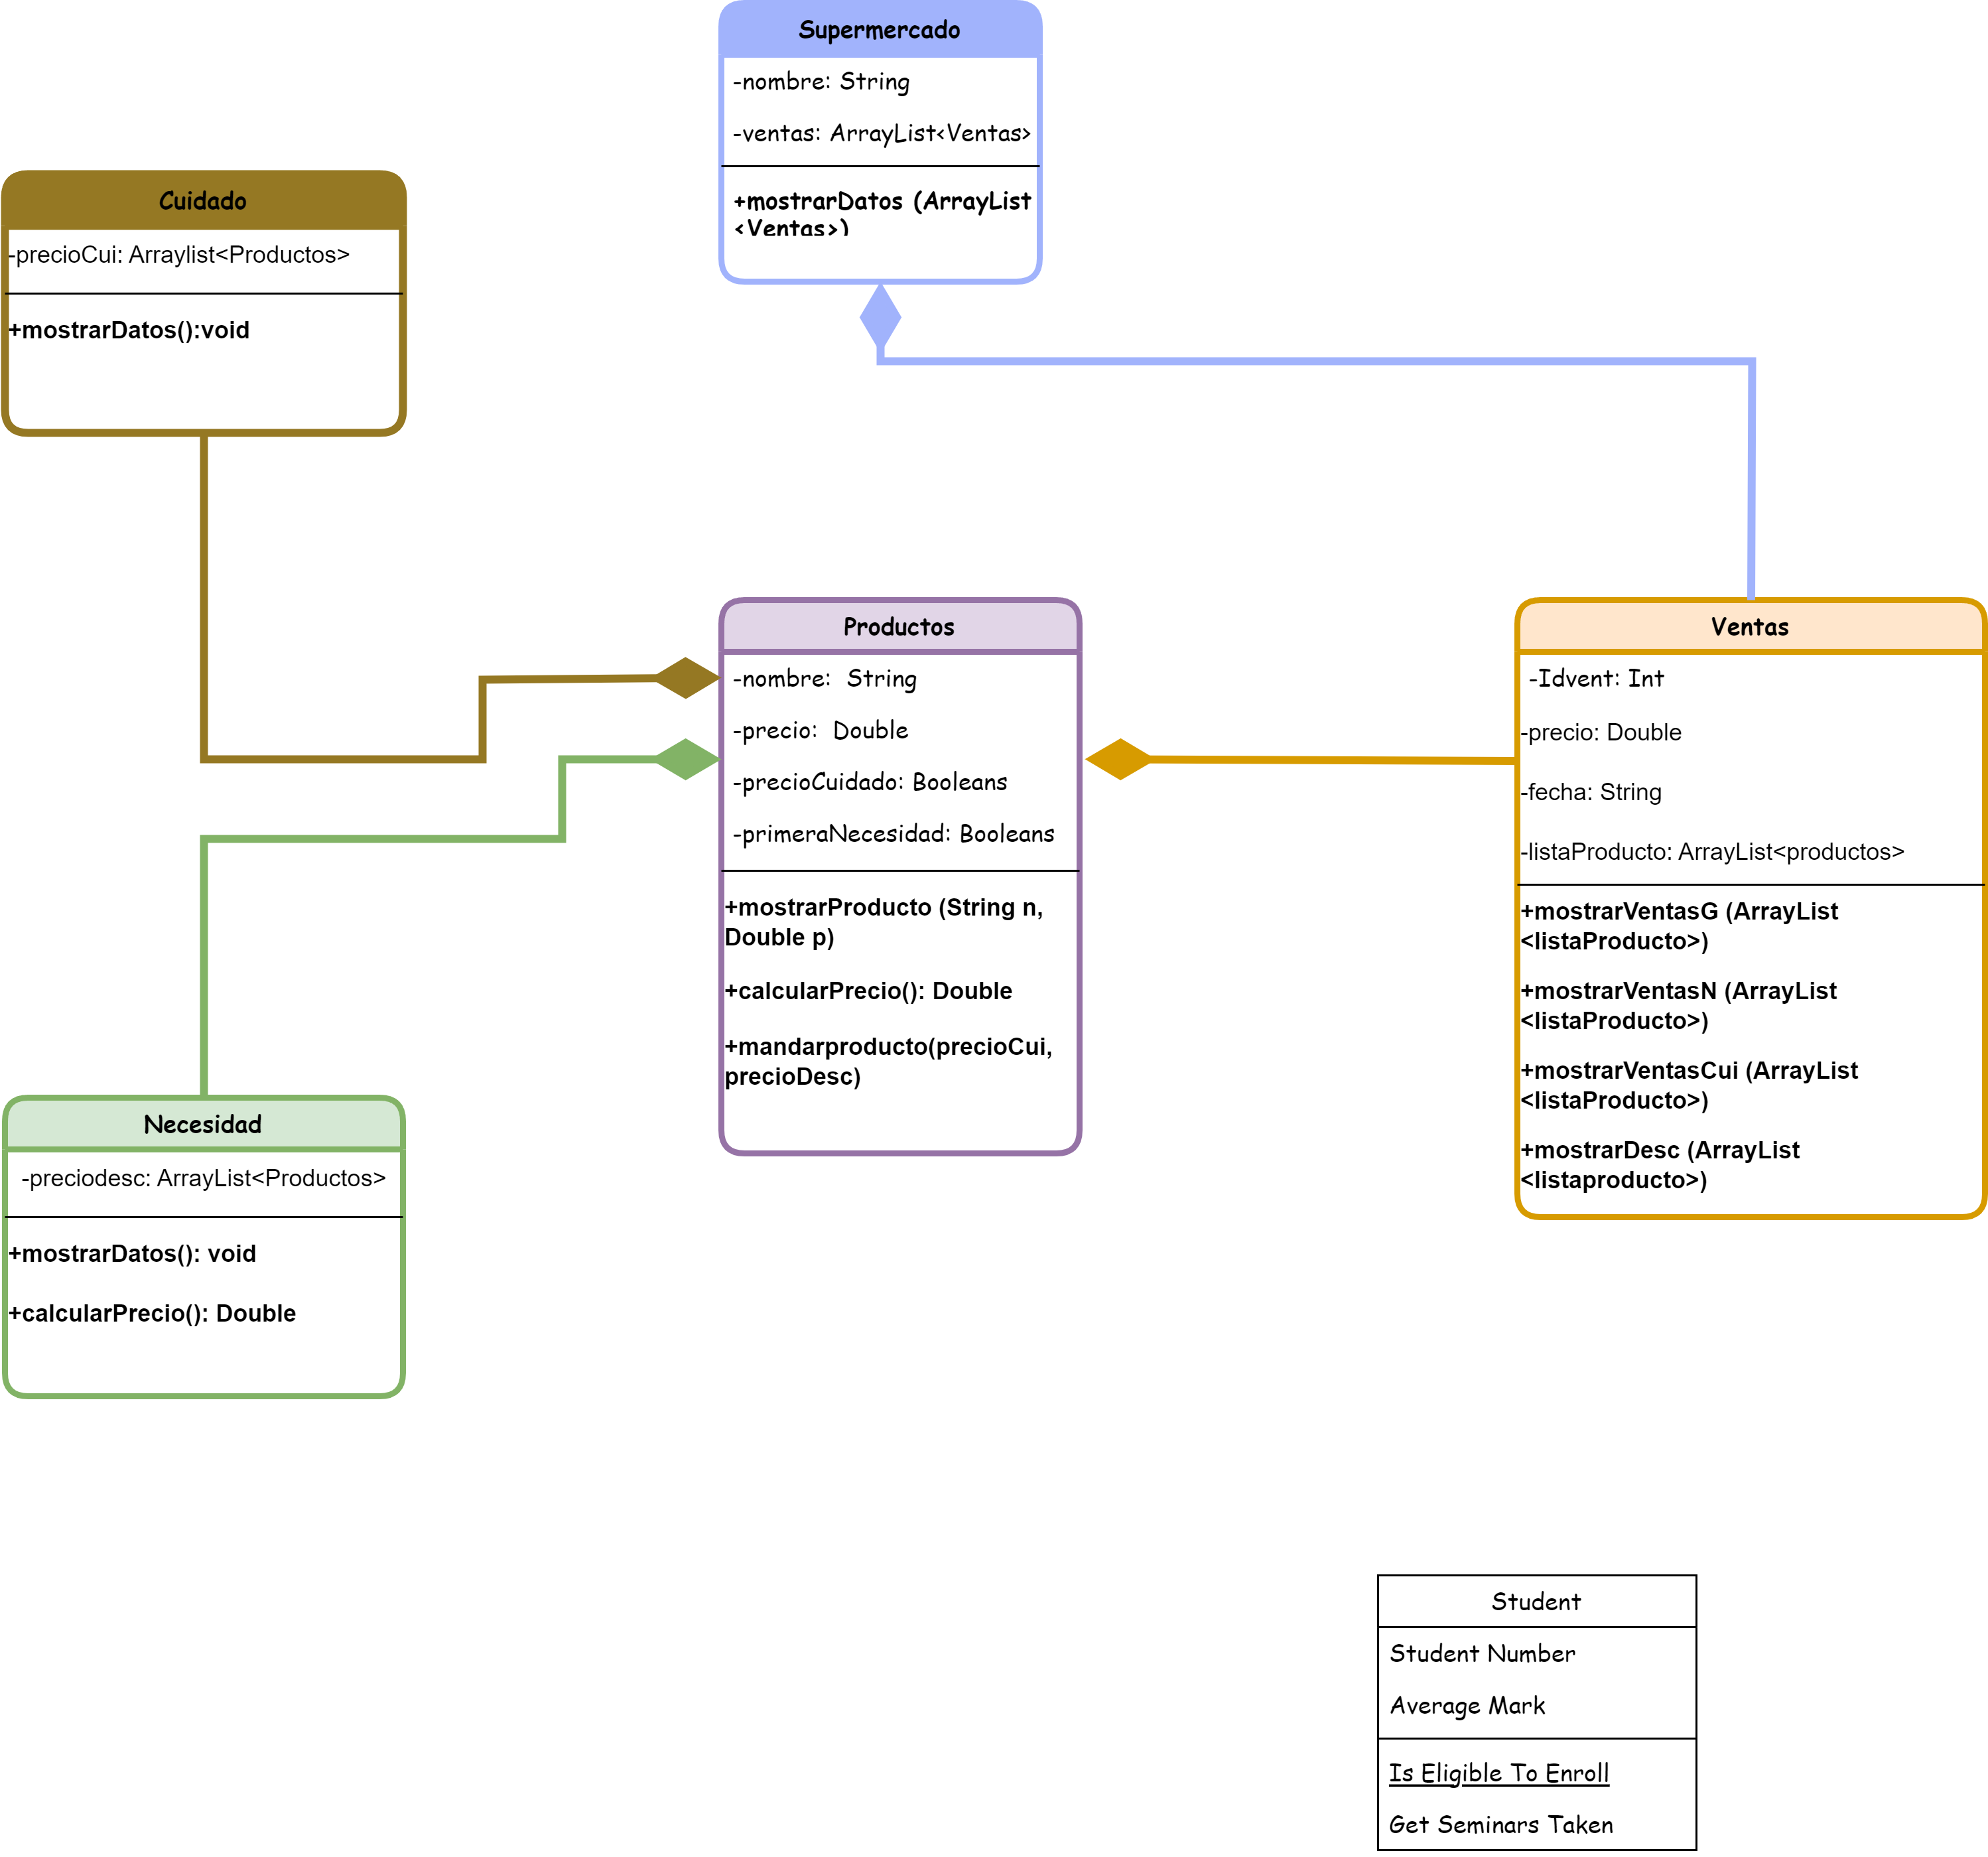 Supermercado
-nombre: String
-ventas: ArrayList<Ventas>
+mostrarDatos (ArrayList
<Ventas>)
Cuidado
-precioCui: Arraylist<Productos>
+mostrarDatos():void
Productos
-nombre:  String
-precio:  Double
-precioCuidado: Booleans
-primeraNecesidad: Booleans
+mostrarProducto (String n,
Double p)
+calcularPrecio(): Double
+mandarproducto(precioCui,
precioDesc)
Ventas
-Idvent: Int
-precio: Double
-fecha: String
-listaProducto: ArrayList<productos>
+mostrarVentasG (ArrayList
<listaProducto>)
+mostrarVentasN (ArrayList
<listaProducto>)
+mostrarVentasCui (ArrayList
<listaProducto>)
+mostrarDesc (ArrayList
<listaproducto>)
Necesidad
-preciodesc: ArrayList<Productos>
+mostrarDatos(): void
+calcularPrecio(): Double
Student
Student Number
Average Mark
Is Eligible To Enroll
Get Seminars Taken